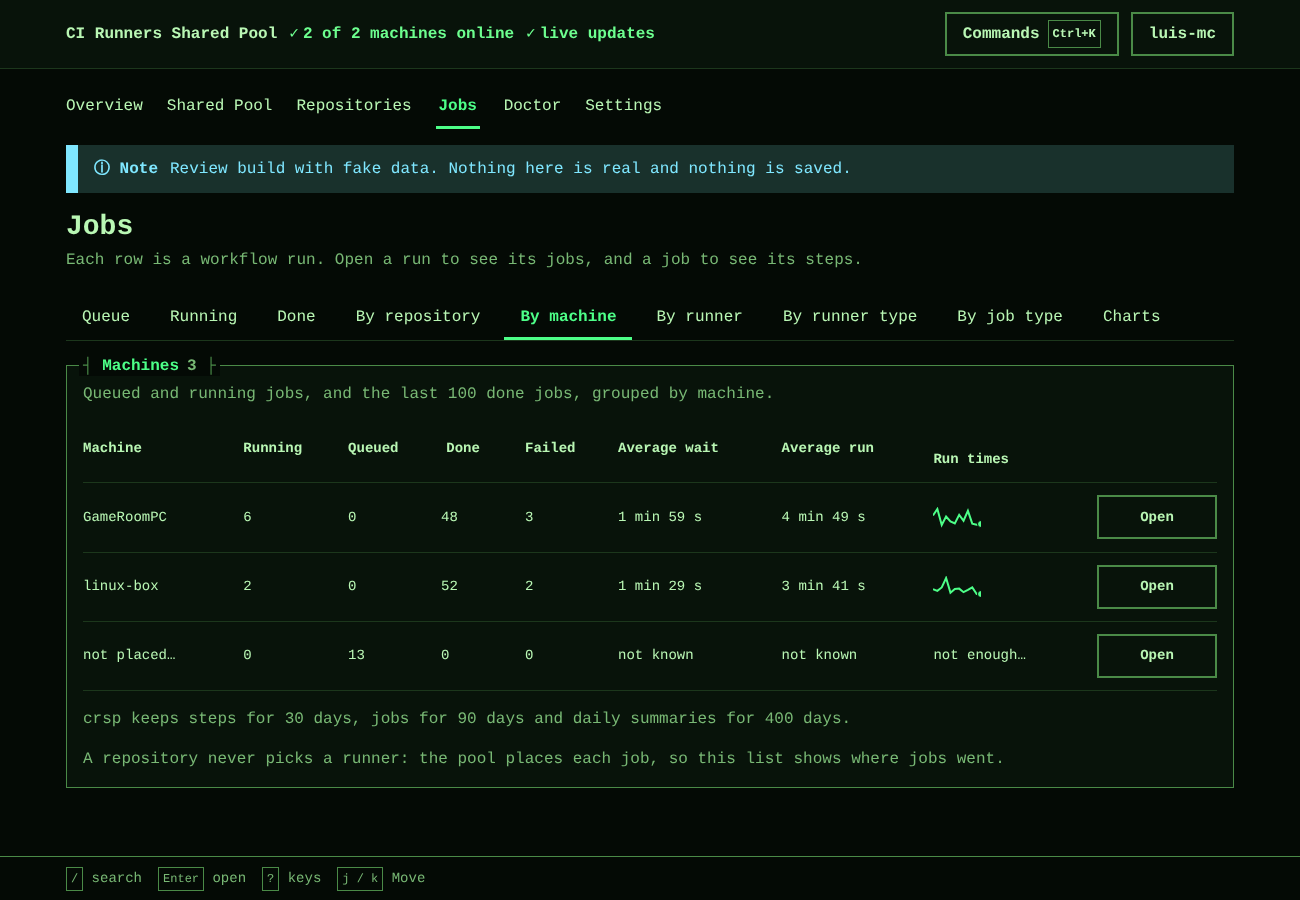 CI Runners Shared Pool ✓ 2 of 2 machines online ✓ live updates Commands Ctrl+K luis-mc
Overview Shared Pool Repositories Jobs Doctor Settings
ⓘ Note Review build with fake data. Nothing here is real and nothing is saved.
Jobs
Each row is a workflow run. Open a run to see its jobs, and a job to see its steps.
Queue Running Done By repository By machine By runner By runner type By job type Charts
Machines 3
Queued and running jobs, and the last 100 done jobs, grouped by machine.
Machine Running Queued Done Failed Average wait Average run Run times
GameRoomPC 6 0 48 3 1 min 59 s 4 min 49 s Open
linux-box 2 0 52 2 1 min 29 s 3 min 41 s Open
not placed… 0 13 0 0 not known not known not enough… Open
crsp keeps steps for 30 days, jobs for 90 days and daily summaries for 400 days.
A repository never picks a runner: the pool places each job, so this list shows where jobs went.
/ search Enter open ? keys j / k Move